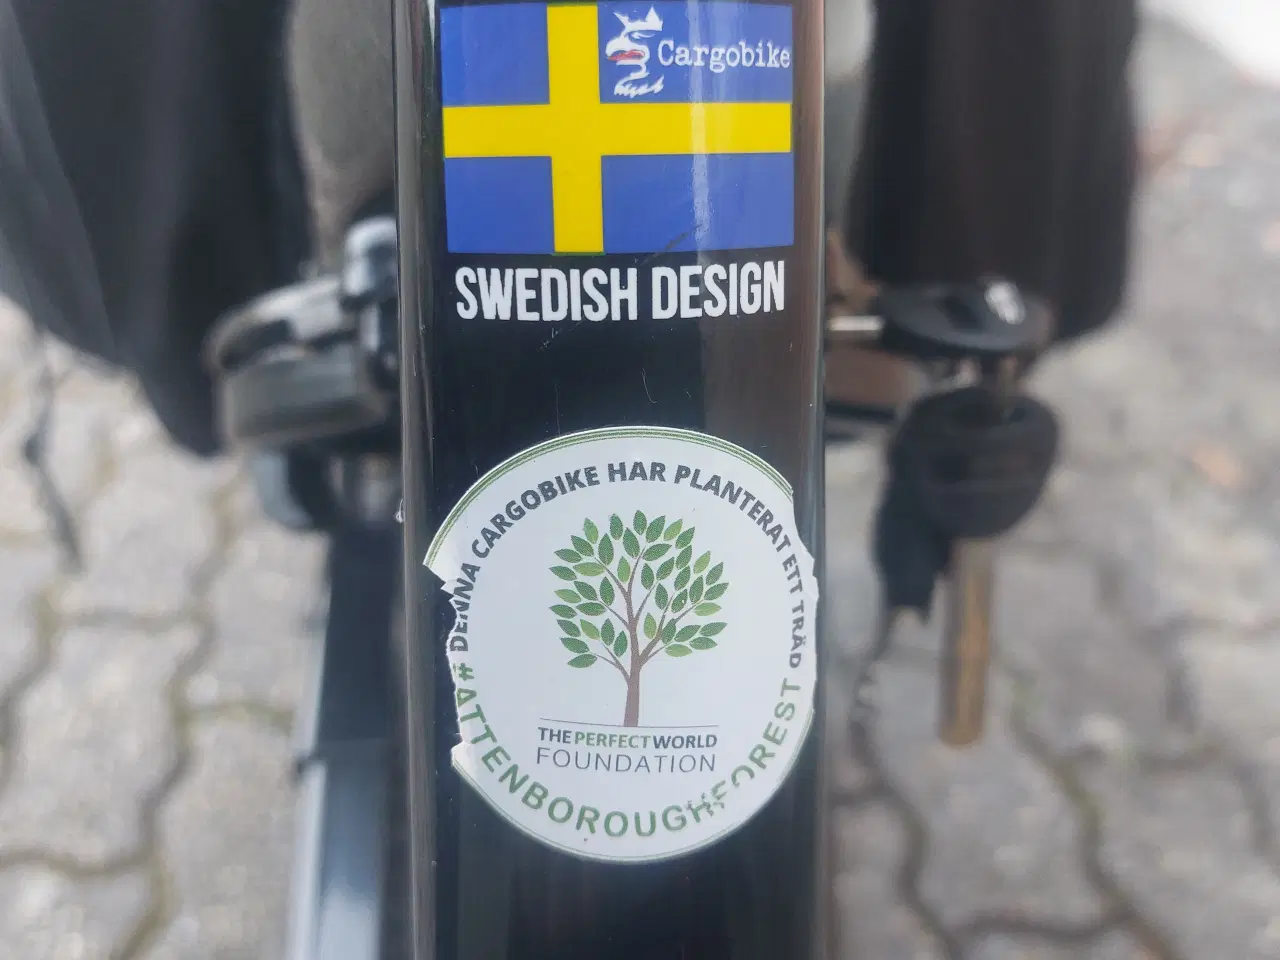 Cargobike
SWEDISH DESIGN
DENNA CARGOBIKE HAR PLANTERAT ETT TRÄD
THE PERFECT WORLD
FOUNDATION
#ATTENBOROUGHFOREST